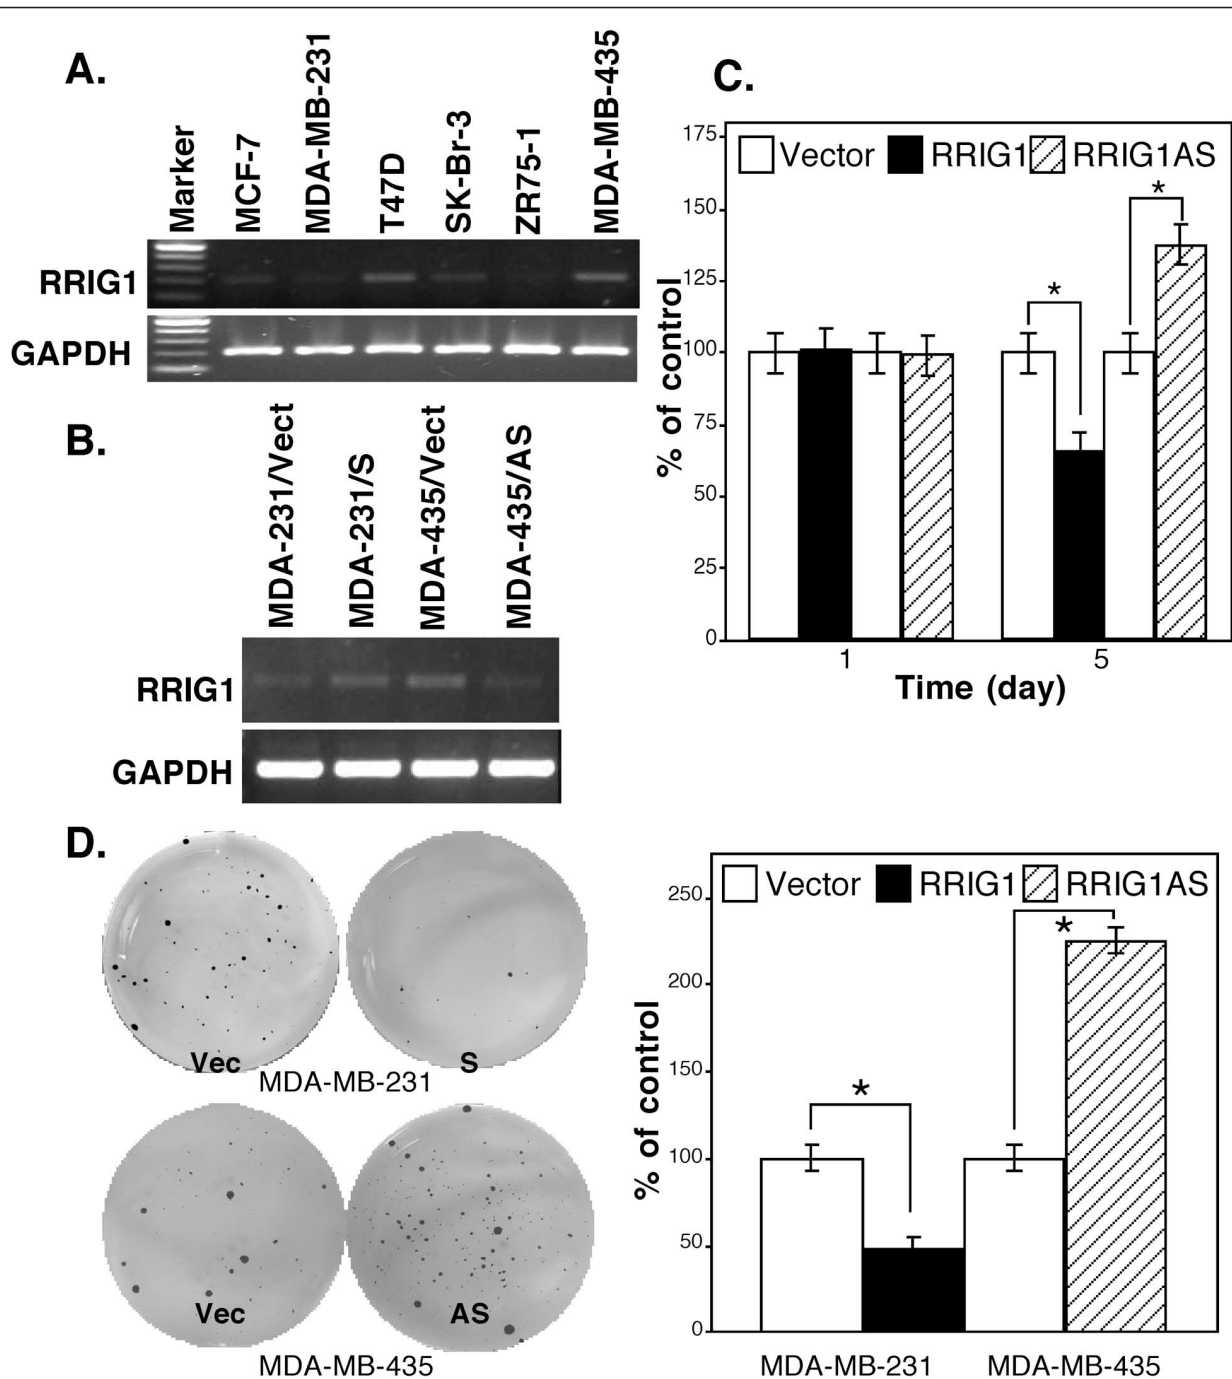 A.
Marker
MCF-7
MDA-MB-231
T47D
SK-Br-3
ZR75-1
MDA-MB-435
RRIG1
GAPDH
B.
MDA-231/Vect
MDA-231/S
MDA-435/Vect
MDA-435/AS
RRIG1
GAPDH
C.
Vector RRIG1 RRIG1AS
% of control
175
150
125
100
75
50
25
0
*
*
1 5
Time (day)
D.
Vec S
MDA-MB-231
Vec AS
MDA-MB-435
Vector RRIG1 RRIG1AS
% of control
250
200
150
100
50
0
*
*
MDA-MB-231 MDA-MB-435